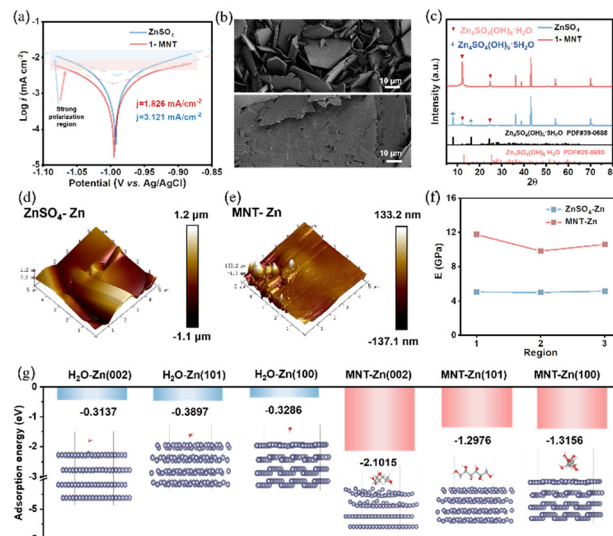 (a)
ZnSO₄
1- MNT
Log i (mA cm⁻²)
-1
-2
-3
-4
-5
Strong
polarization
region
j=1.826 mA/cm⁻²
j=3.121 mA/cm⁻²
-1.10 -1.05 -1.00 -0.95 -0.90 -0.85
Potential (V vs. Ag/AgCl)
(b)
10 μm
10 μm
(c)
Zn₄SO₄(OH)₆·H₂O
Zn₄SO₄(OH)₆·5H₂O
ZnSO₄
1- MNT
Intensity (a.u.)
Zn₄SO₄(OH)₆·5H₂O PDF#39-0688
Zn₄SO₄(OH)₆·H₂O PDF#39-0690
10 20 30 40 50 60 70 80
2θ
(d)
ZnSO₄- Zn
1.2 μm
-1.1 μm
(e)
MNT- Zn
133.2 nm
-137.1 nm
(f)
ZnSO₄-Zn
MNT-Zn
E (GPa)
18
12
6
0
1 2 3
Region
(g)
H₂O-Zn(002) H₂O-Zn(101) H₂O-Zn(100) MNT-Zn(002) MNT-Zn(101) MNT-Zn(100)
Adsorption energy (eV)
0
-1
-2
-3
-0.3137 -0.3897 -0.3286
-2.1015 -1.2976 -1.3156